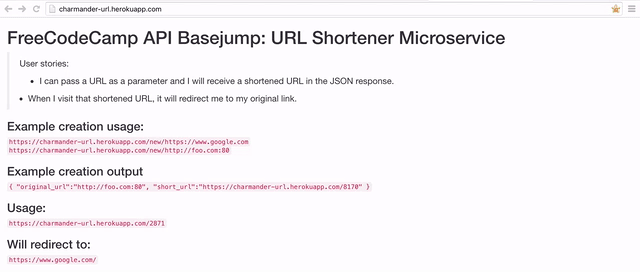 charmander-url.herokuapp.com
FreeCodeCamp API Basejump: URL Shortener Microservice
User stories:
I can pass a URL as a parameter and I will receive a shortened URL in the JSON response.
When I visit that shortened URL, it will redirect me to my original link.
Example creation usage:
https://charmander-url.herokuapp.com/new/https://www.google.com
https://charmander-url.herokuapp.com/new/http://foo.com:80
Example creation output
{ "original_url":"http://foo.com:80", "short_url":"https://charmander-url.herokuapp.com/8170" }
Usage:
https://charmander-url.herokuapp.com/2871
Will redirect to:
https://www.google.com/